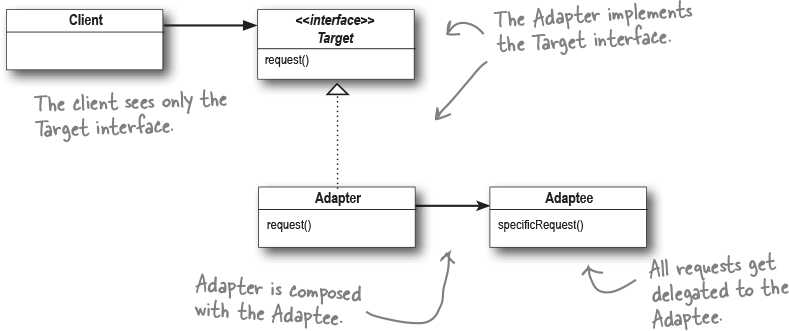 Client
<<interface>>
Target
request()
The Adapter implements
the Target interface.
The client sees only the
Target interface.
Adapter
request()
Adaptee
specificRequest()
Adapter is composed
with the Adaptee.
All requests get
delegated to the
Adaptee.